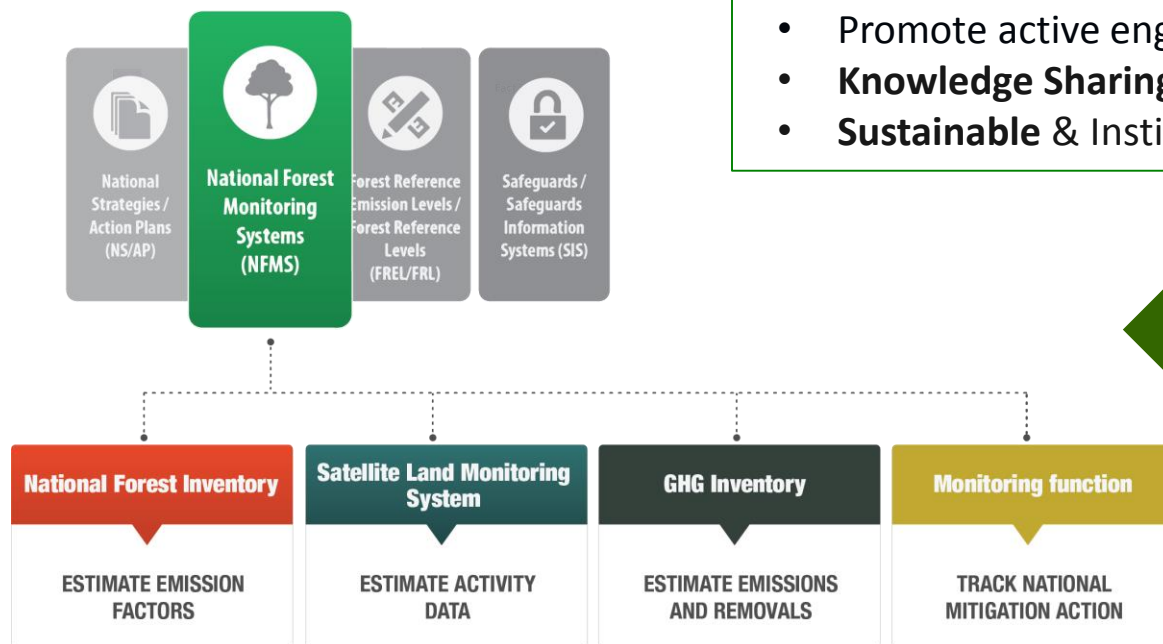 • Promote active eng
• Knowledge Sharing
• Sustainable & Insti
National
Strategies /
Action Plans
(NS/AP)
National Forest
Monitoring
Systems
(NFMS)
Forest Reference
Emission Levels /
Forest Reference
Levels
(FREL/FRL)
Safeguards /
Safeguards
Information
Systems (SIS)
National Forest Inventory
ESTIMATE EMISSION
FACTORS
Satellite Land Monitoring
System
ESTIMATE ACTIVITY
DATA
GHG Inventory
ESTIMATE EMISSIONS
AND REMOVALS
Monitoring function
TRACK NATIONAL
MITIGATION ACTION